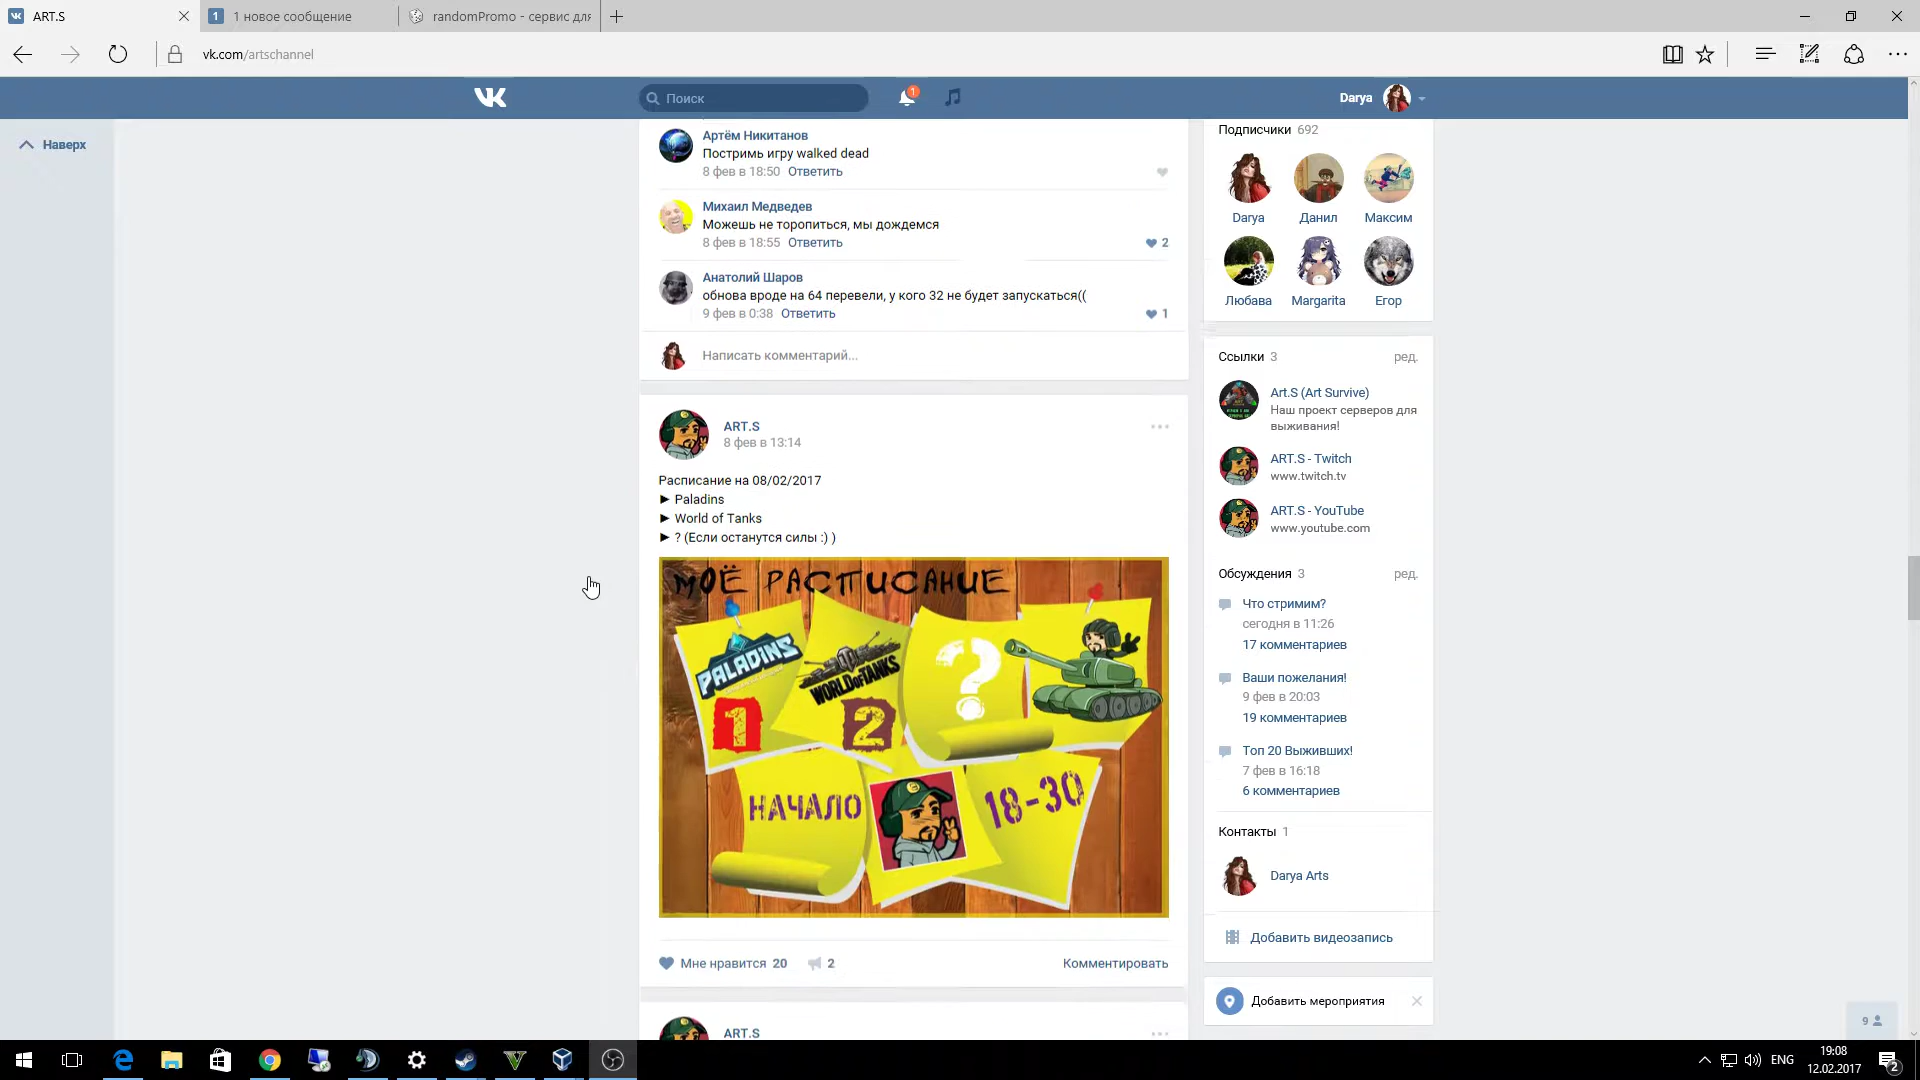 ART.S
1 новое сообщение
randomPromo - сервис для
vk.com/artschannel
Поиск
1
Darya
Наверх
Артём Никитанов
Постримь игру walked dead
8 фев в 18:50 Ответить
Михаил Медведев
Можешь не торопиться, мы дождемся
8 фев в 18:55 Ответить
2
Анатолий Шаров
обнова вроде на 64 перевели, у кого 32 не будет запускаться((
9 фев в 0:38 Ответить
1
Написать комментарий...
ART.S
8 фев в 13:14
Расписание на 08/02/2017
► Paladins
► World of Tanks
► ? (Если останутся силы :) )
МОЁ РАСПИСАНИЕ
PALADINS
1
WORLD OF TANKS
2
?
НАЧАЛО
18-30
Мне нравится 20
2
Комментировать
ART.S
Подписчики 692
Darya
Данил
Максим
Любава
Margarita
Егор
Ссылки 3
ред.
Art.S (Art Survive)
Наш проект серверов для
выживания!
ART.S - Twitch
www.twitch.tv
ART.S - YouTube
www.youtube.com
Обсуждения 3
ред.
Что стримим?
сегодня в 11:26
17 комментариев
Ваши пожелания!
9 фев в 20:03
19 комментариев
Топ 20 Выживших!
7 фев в 16:18
6 комментариев
Контакты 1
Darya Arts
Добавить видеозапись
Добавить мероприятия
9
ENG
19:08
12.02.2017
2